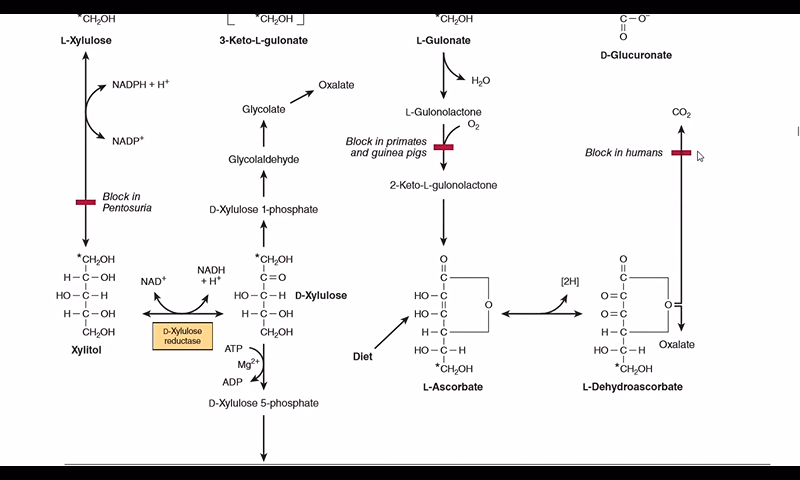 *CH₂OH
L-Xylulose
*CH₂OH
3-Keto-L-gulonate
*CH₂OH
L-Gulonate
C—O⁻
O
D-Glucuronate
NADPH + H⁺
NADP⁺
Block in
Pentosuria
Oxalate
Glycolate
Glycolaldehyde
D-Xylulose 1-phosphate
H₂O
L-Gulonolactone
O₂
Block in primates
and guinea pigs
2-Keto-L-gulonolactone
CO₂
Block in humans
*CH₂OH
H—C—OH
HO—C—H
H—C—OH
CH₂OH
Xylitol
NAD⁺
NADH
+ H⁺
D-Xylulose
reductase
*CH₂OH
C=O
HO—C—H
H—C—OH
CH₂OH
D-Xylulose
ATP
Mg²⁺
ADP
D-Xylulose 5-phosphate
Diet
O
C
HO—C
HO—C
O
H—C
HO—C—H
*CH₂OH
L-Ascorbate
[2H]
O
C
O=C
O=C
O
H—C
HO—C—H
*CH₂OH
L-Dehydroascorbate
Oxalate